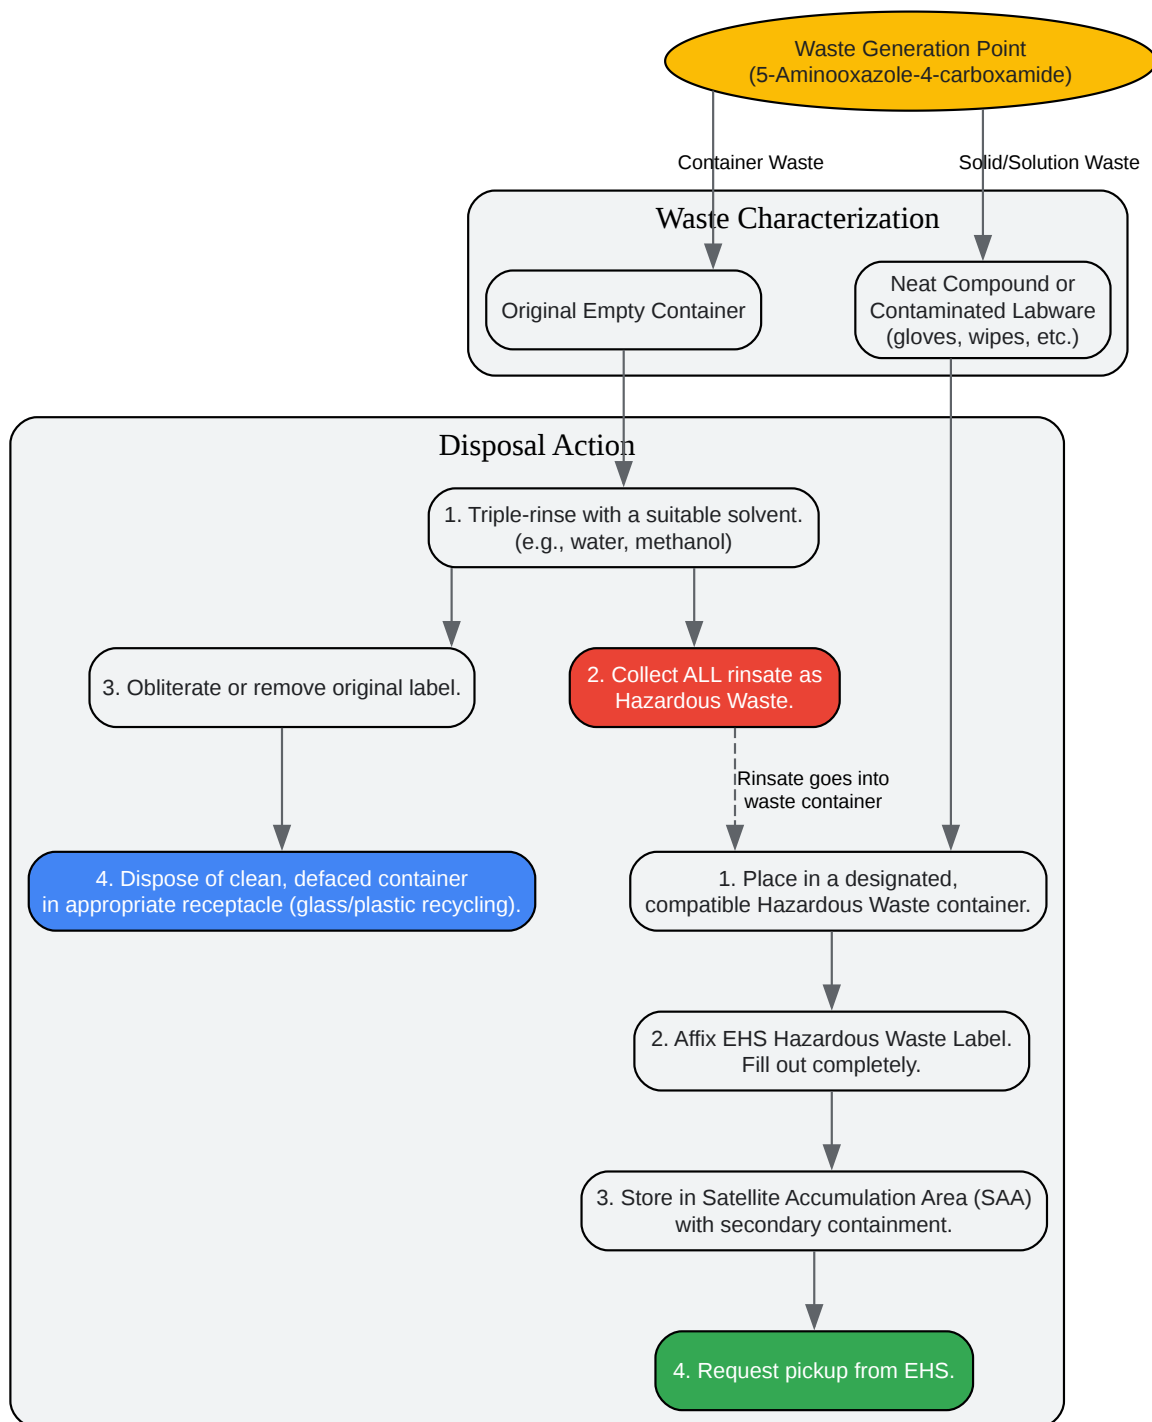 Waste Generation Point
(5-Aminooxazole-4-carboxamide)
Container Waste
Solid/Solution Waste
Waste Characterization
Original Empty Container
Neat Compound or
Contaminated Labware
(gloves, wipes, etc.)
Disposal Action
1. Triple-rinse with a suitable solvent.
(e.g., water, methanol)
3. Obliterate or remove original label.
2. Collect ALL rinsate as
Hazardous Waste.
Rinsate goes into
waste container
4. Dispose of clean, defaced container
in appropriate receptacle (glass/plastic recycling).
1. Place in a designated,
compatible Hazardous Waste container.
2. Affix EHS Hazardous Waste Label.
Fill out completely.
3. Store in Satellite Accumulation Area (SAA)
with secondary containment.
4. Request pickup from EHS.